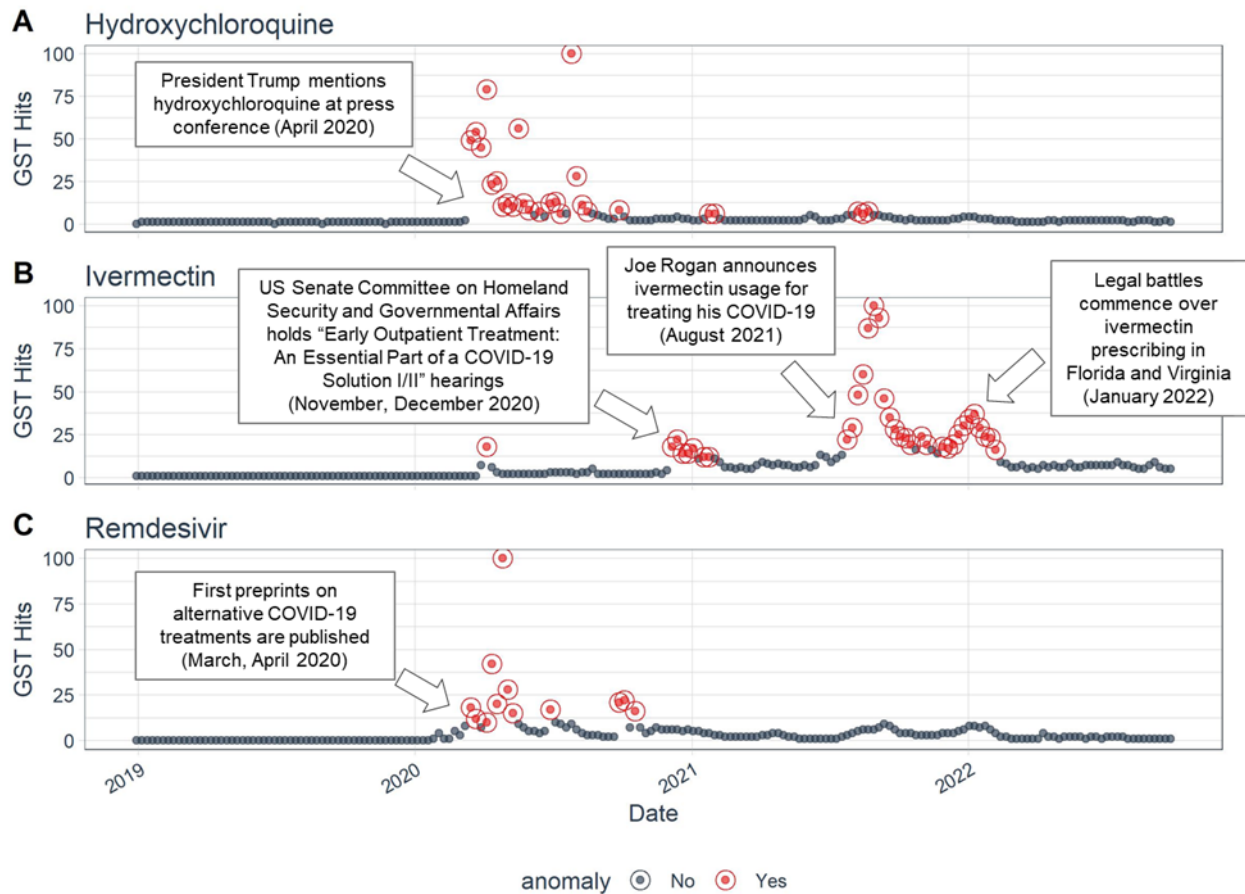 A Hydroxychloroquine
GST Hits
100
75
50
25
0
President Trump mentions
hydroxychloroquine at press
conference (April 2020)
B Ivermectin
GST Hits
100
75
50
25
0
US Senate Committee on Homeland
Security and Governmental Affairs
holds “Early Outpatient Treatment:
An Essential Part of a COVID-19
Solution I/II” hearings
(November, December 2020)
Joe Rogan announces
ivermectin usage for
treating his COVID-19
(August 2021)
Legal battles
commence over
ivermectin
prescribing in
Florida and Virginia
(January 2022)
C Remdesivir
GST Hits
100
75
50
25
0
First preprints on
alternative COVID-19
treatments are published
(March, April 2020)
2019
2020
2021
2022
Date
anomaly No Yes